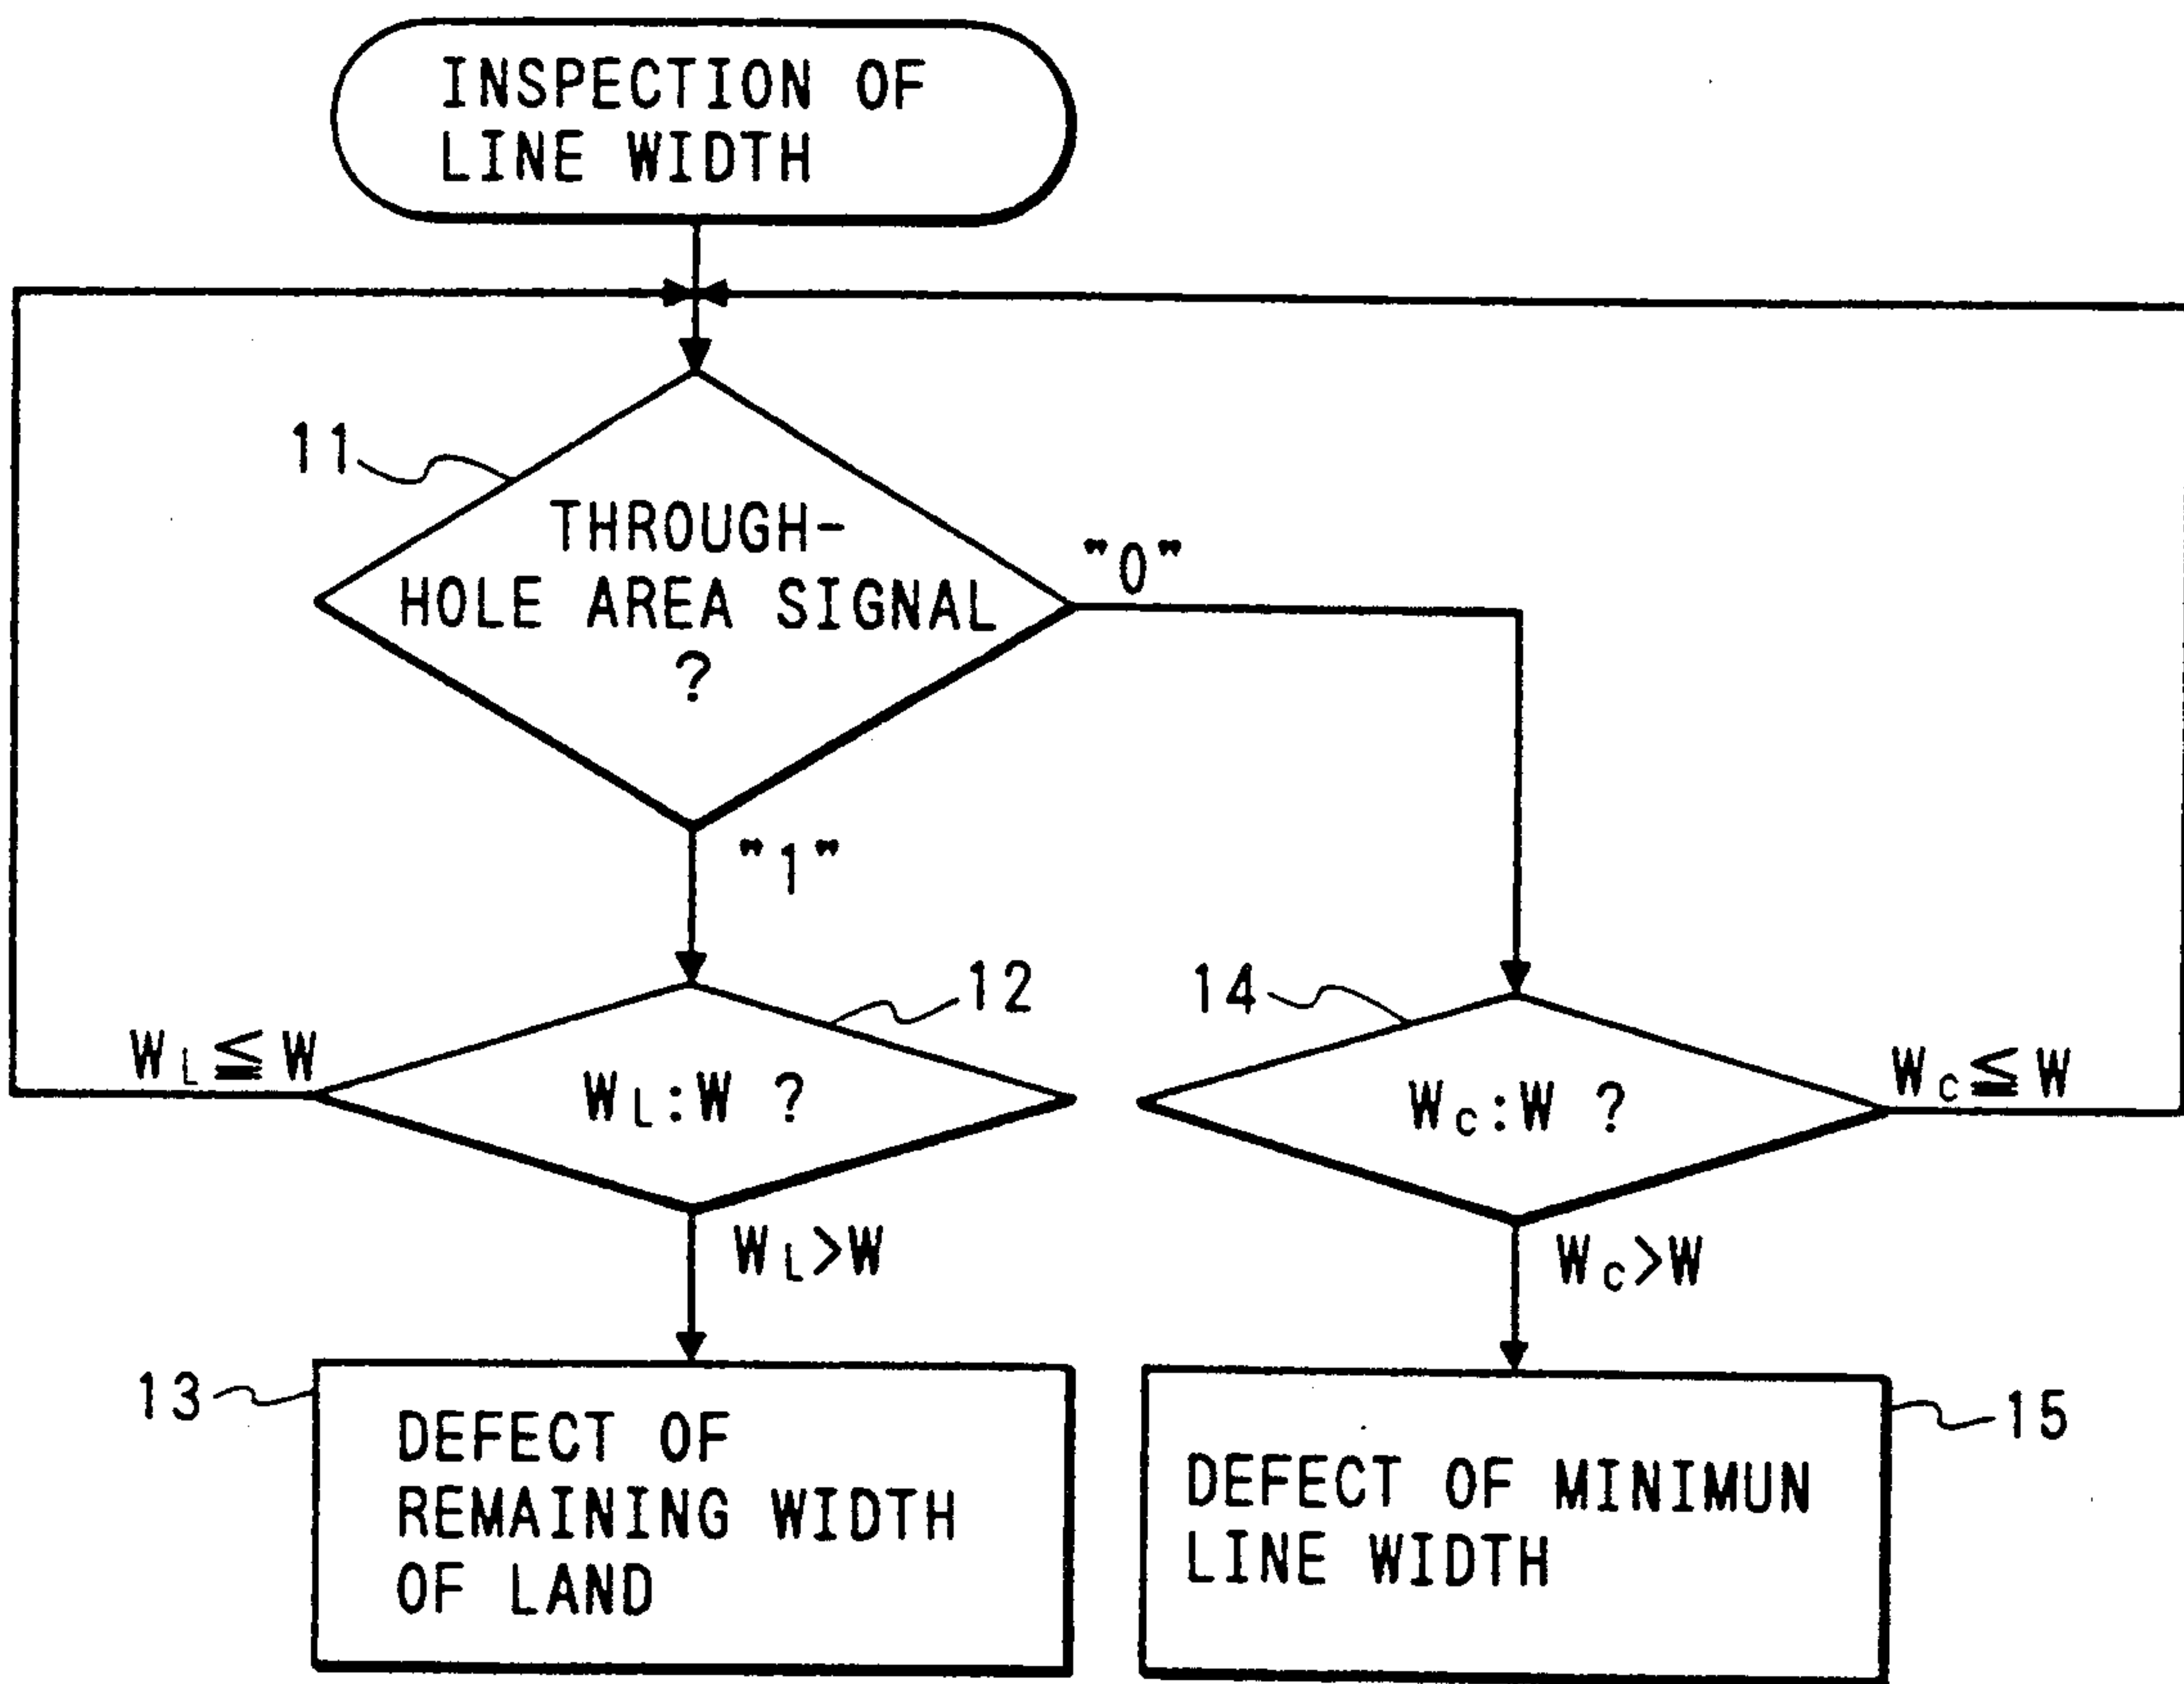 INSPECTION OF
LINE WIDTH
11
THROUGH-
HOLE AREA SIGNAL
?
"0"
"1"
12
14
WL≦W
WL:W ?
Wc:W ?
Wc≦W
WL>W
Wc>W
13
DEFECT OF
REMAINING WIDTH
OF LAND
15
DEFECT OF MINIMUN
LINE WIDTH